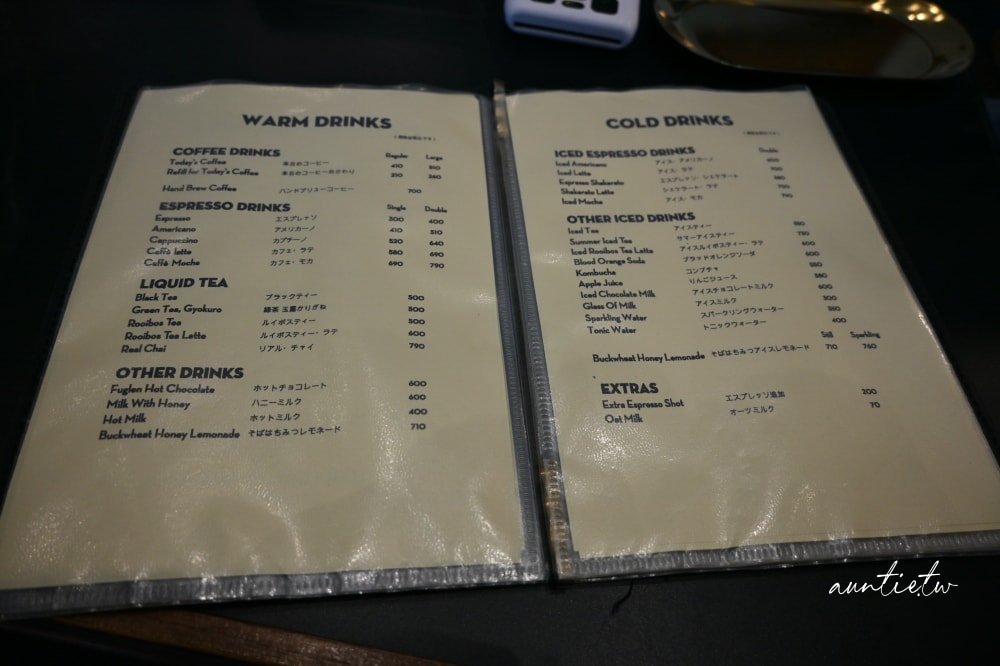 WARM DRINKS
COFFEE DRINKS Regular Large
Today's Coffee 本日のコーヒー 410 510
Refill for Today's Coffee 本日のコーヒーおかわり 210 260
Hand Brew Coffee ハンドブリューコーヒー 700
ESPRESSO DRINKS Single Double
Espresso エスプレッソ 300 400
Americano アメリカーノ 410 510
Cappuccino カプチーノ 520 640
Caffè latte カフェ・ラテ 580 690
Caffè Mocha カフェ・モカ 690 790
LIQUID TEA
Black Tea ブラックティー 500
Green Tea, Gyokuro 緑茶 玉露かりがね 500
Rooibos Tea ルイボスティー 500
Rooibos Tea Latte ルイボスティー・ラテ 600
Real Chai リアル・チャイ 790
OTHER DRINKS
Fuglen Hot Chocolate ホットチョコレート 600
Milk With Honey ハニーミルク 600
Hot Milk ホットミルク 400
Buckwheat Honey Lemonade そばはちみつレモネード 710
COLD DRINKS
ICED ESPRESSO DRINKS Double
Iced Americano アイス・アメリカーノ
Iced Latte アイス・ラテ
Espresso Shakerato エスプレッソ・シェケラート
Shakerato Latte シェケラート・ラテ
Iced Mocha アイス・モカ
OTHER ICED DRINKS
Iced Tea アイスティー
Summer Iced Tea サマーアイスティー
Iced Rooibos Tea Latte アイスルイボスティー・ラテ
Blood Orange Soda ブラッドオレンジソーダ
Kombucha コンブチャ
Apple Juice りんごジュース
Iced Chocolate Milk アイスチョコレートミルク
Glass Of Milk アイスミルク
Sparkling Water スパークリングウォーター
Tonic Water トニックウォーター 400
Still Sparkling
Buckwheat Honey Lemonade そばはちみつアイスレモネード 710 760
EXTRAS
Extra Espresso Shot エスプレッソ追加 200
Oat Milk オーツミルク 70
auntie.tw